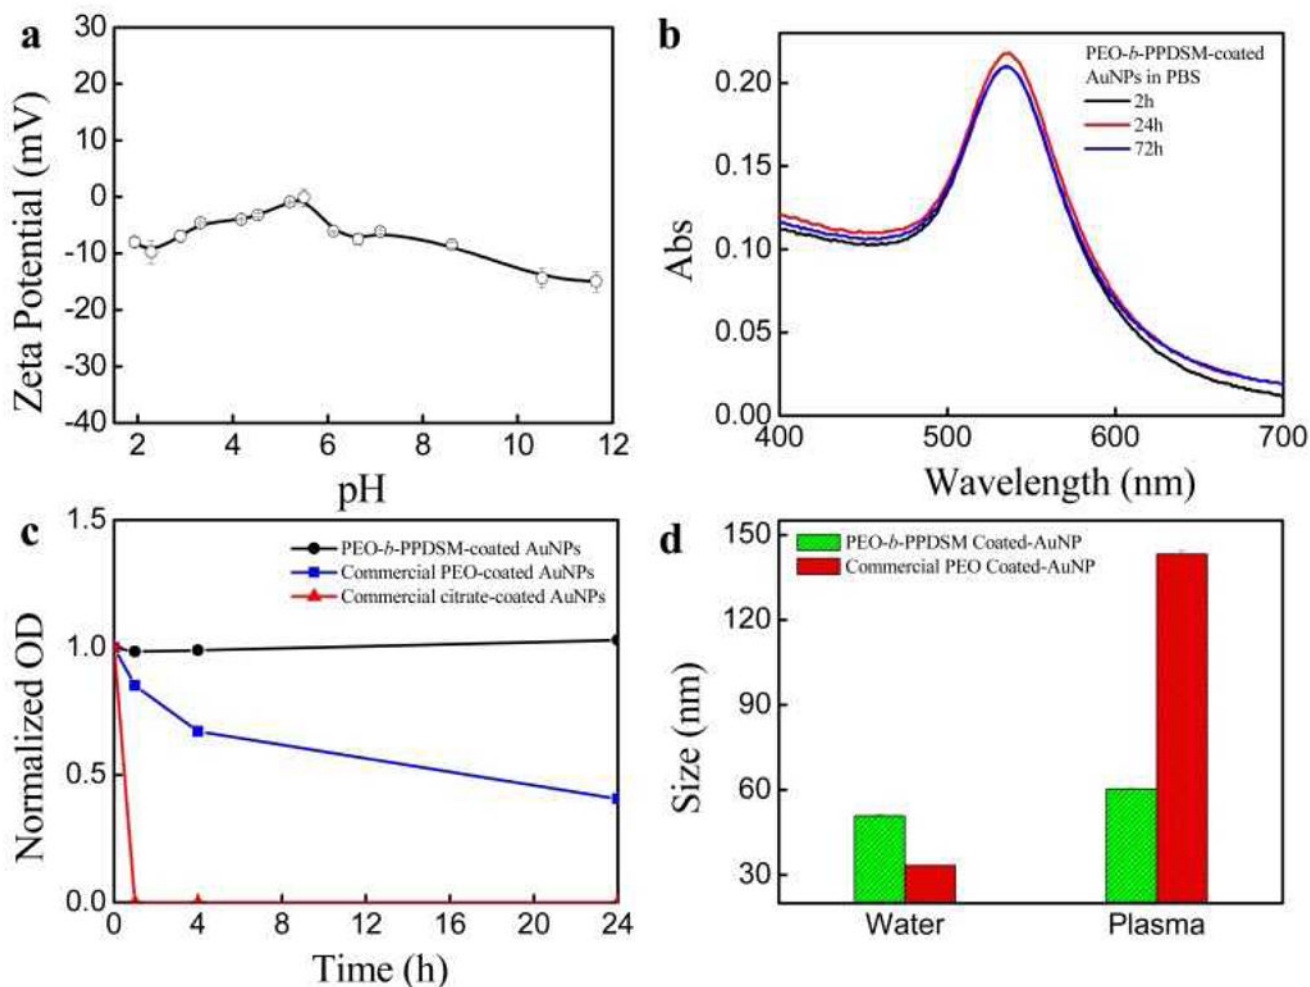 a
30
20
10
0
-10
-20
-30
-40
Zeta Potential (mV)
2 4 6 8 10 12
pH
b
PEO-b-PPDSM-coated
AuNPs in PBS
2h
24h
72h
0.20
0.15
0.10
0.05
0.00
Abs
400 500 600 700
Wavelength (nm)
c
PEO-b-PPDSM-coated AuNPs
Commercial PEO-coated AuNPs
Commercial citrate-coated AuNPs
1.5
1.0
0.5
0.0
Normalized OD
0 4 8 12 16 20 24
Time (h)
d
PEO-b-PPDSM Coated-AuNP
Commercial PEO Coated-AuNP
150
120
90
60
30
Size (nm)
Water Plasma